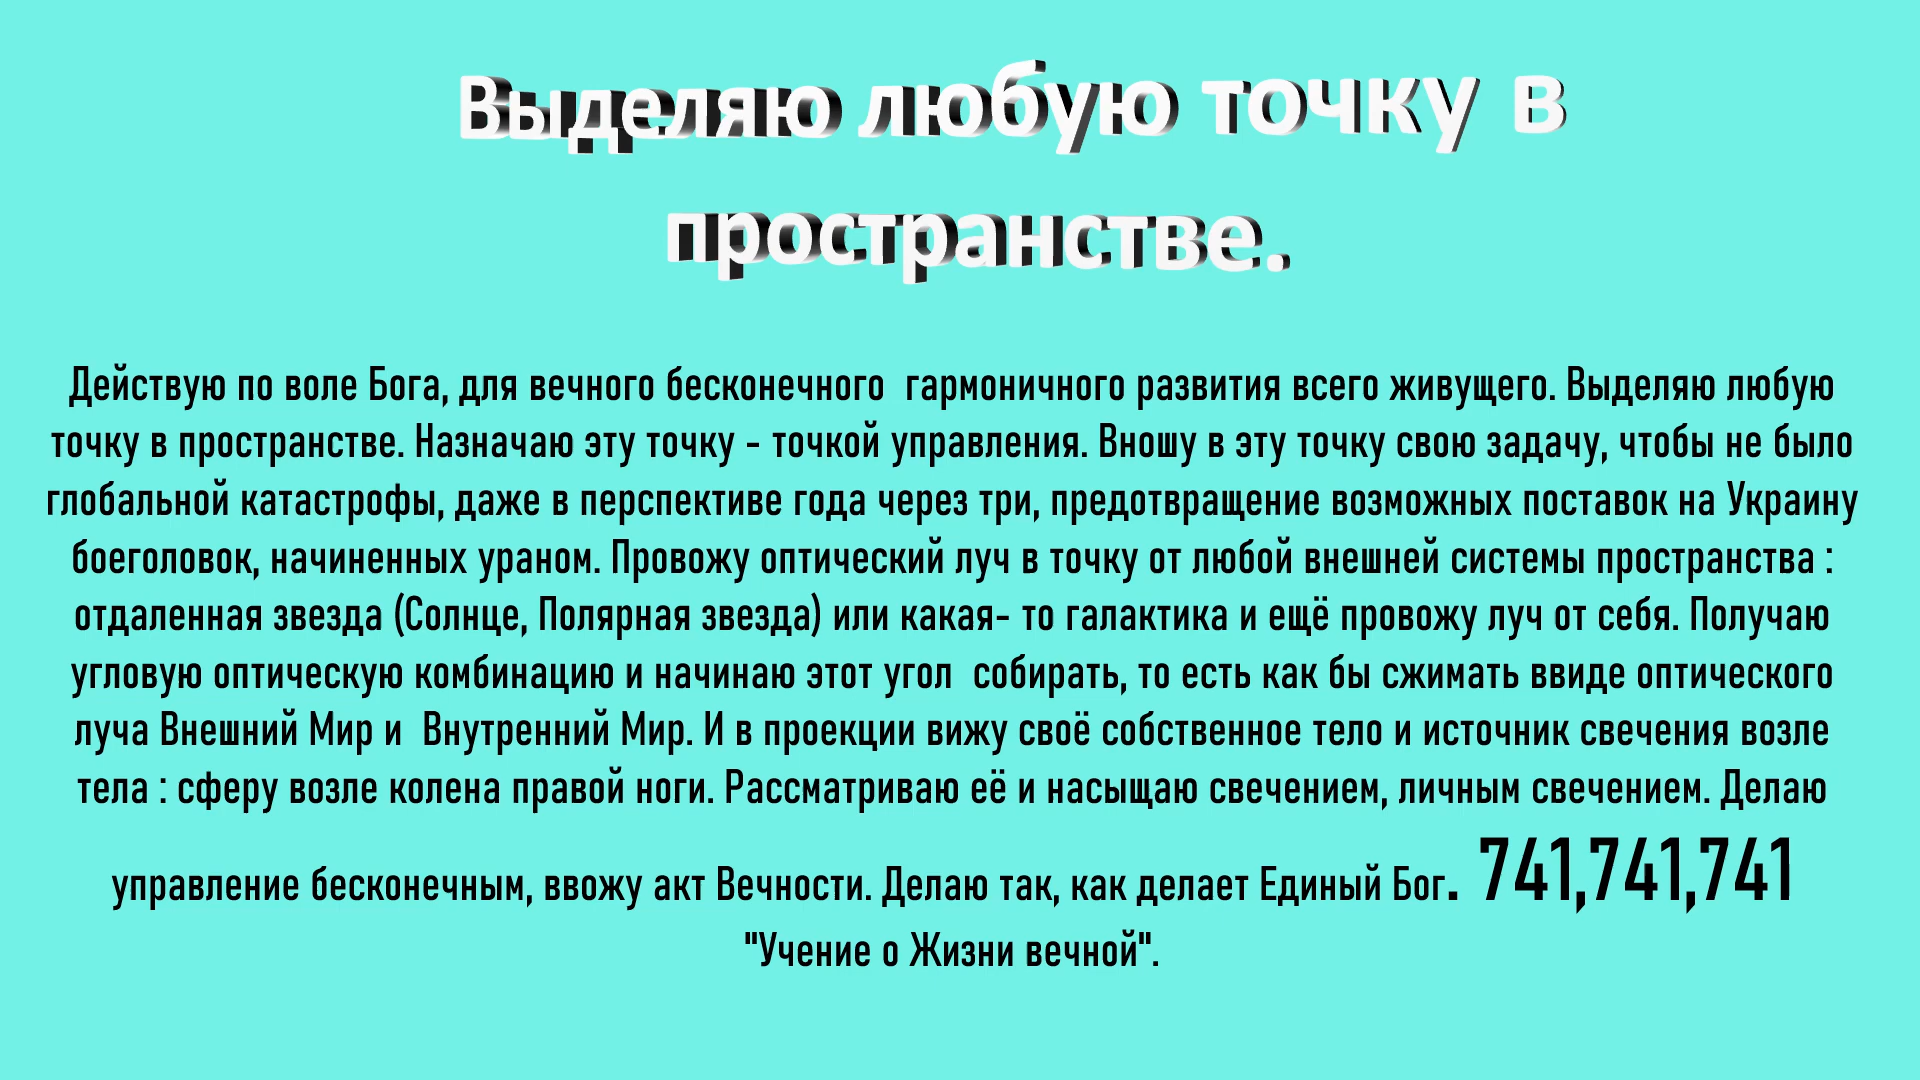 Выделяю любую точку в
пространстве.
Действую по воле Бога, для вечного бесконечного гармоничного развития всего живущего. Выделяю любую
точку в пространстве. Назначаю эту точку - точкой управления. Вношу в эту точку свою задачу, чтобы не было
глобальной катастрофы, даже в перспективе года через три, предотвращение возможных поставок на Украину
боеголовок, начиненных ураном. Провожу оптический луч в точку от любой внешней системы пространства :
отдаленная звезда (Солнце, Полярная звезда) или какая- то галактика и ещё провожу луч от себя. Получаю
угловую оптическую комбинацию и начинаю этот угол собирать, то есть как бы сжимать ввиде оптического
луча Внешний Мир и Внутренний Мир. И в проекции вижу своё собственное тело и источник свечения возле
тела : сферу возле колена правой ноги. Рассматриваю её и насыщаю свечением, личным свечением. Делаю
управление бесконечным, ввожу акт Вечности. Делаю так, как делает Единый Бог. 741,741,741
"Учение о Жизни вечной".